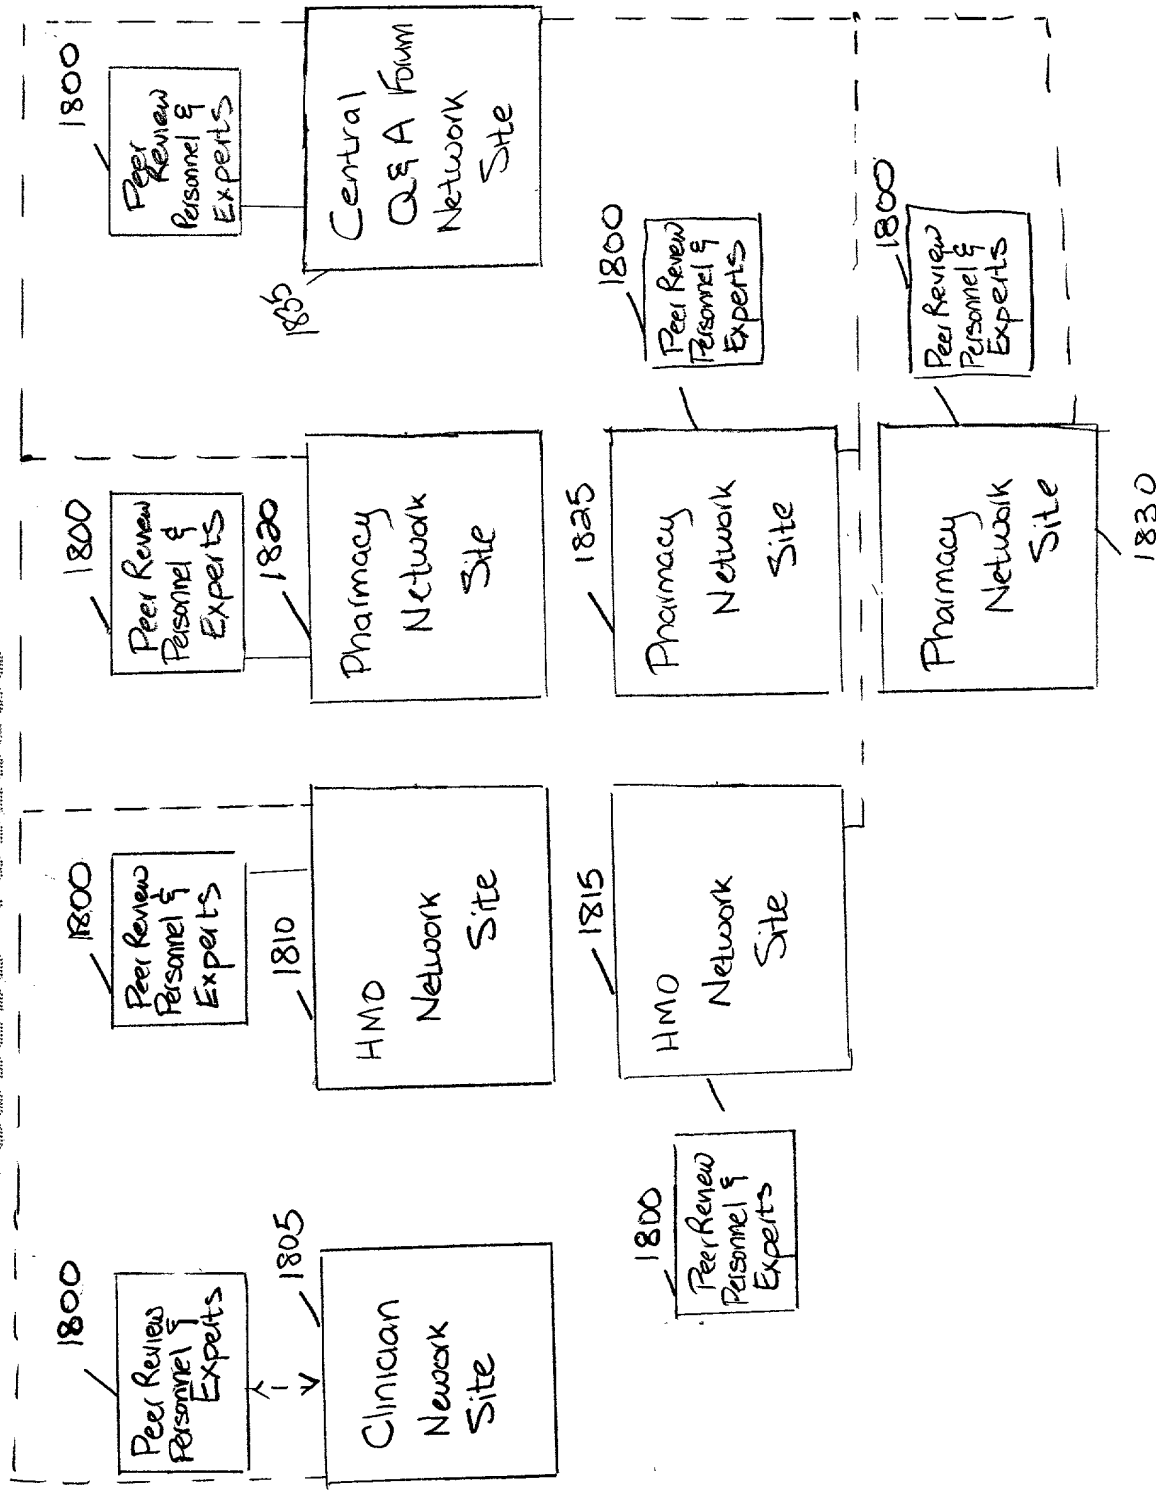 1800
Peer Review
Personnel &
Experts
1805
Clinician
Nework
Site
1800
Peer Review
Personnel &
Experts
1810
HMO
Network
Site
1800
Peer Review
Personnel &
Experts
1820
Pharmacy
Network
Site
1800
Peer
Review
Personnel &
Experts
1835
Central
Q & A Forum
Network
Site
1800
Peer Review
Personnel &
Experts
1815
HMO
Network
Site
1825
Pharmacy
Network
Site
1800
Peer Review
Personnel &
Experts
Pharmacy
Network
Site
1830
1800
Peer Review
Personnel &
Experts